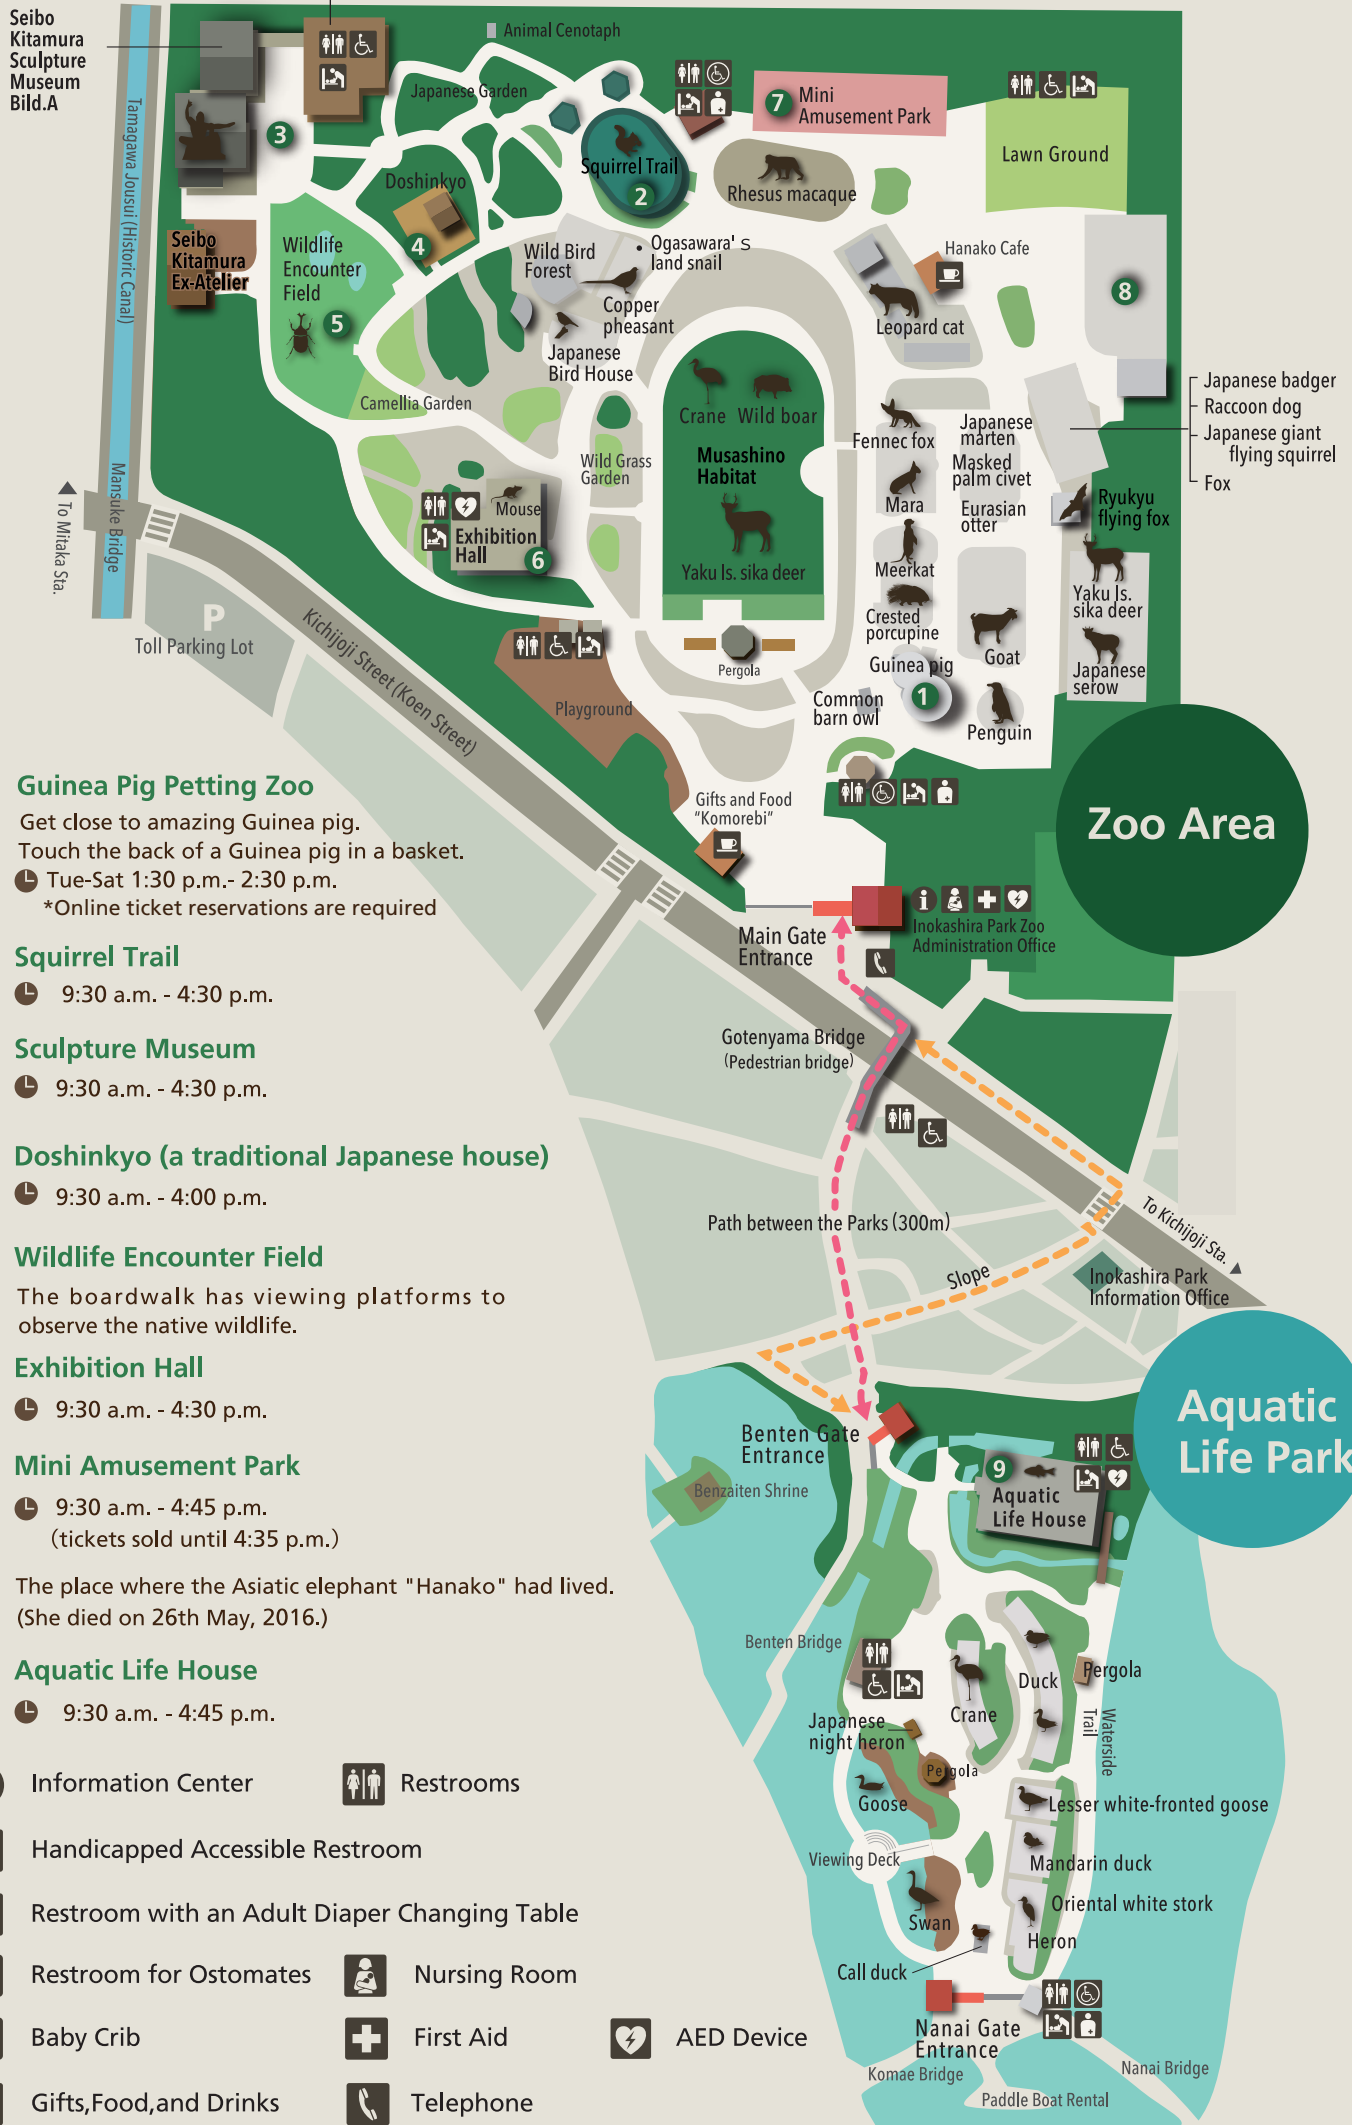 Seibo
Kitamura
Sculpture
Museum
Bild.A
Tamagawa Jousui (Historic Canal)
Mansuke Bridge
To Mitaka Sta.
Animal Cenotaph
Japanese Garden
3
Doshinkyo
4
Squirrel Trail
2
7
Mini
Amusement Park
Rhesus macaque
Lawn Ground
Seibo
Kitamura
Ex-Atelier
Wildlife
Encounter
Field
5
Wild Bird
Forest
Ogasawara's
land snail
Copper
pheasant
Japanese
Bird House
Hanako Cafe
Leopard cat
8
Camellia Garden
Crane
Wild boar
Musashino
Habitat
Yaku Is. sika deer
Wild Grass
Garden
Mouse
Exhibition
Hall
6
Fennec fox
Japanese
marten
Masked
palm civet
Mara
Eurasian
otter
Meerkat
Crested
porcupine
Goat
Guinea pig
1
Common
barn owl
Penguin
Japanese badger
Raccoon dog
Japanese giant
flying squirrel
Fox
Ryukyu
flying fox
Yaku Is.
sika deer
Japanese
serow
P
Toll Parking Lot
Kichijoji Street (Koen Street)
Pergola
Playground
Gifts and Food
"Komorebi"
Zoo Area
Main Gate
Entrance
i
Inokashira Park Zoo
Administration Office
Gotenyama Bridge
(Pedestrian bridge)
Path between the Parks (300m)
Slope
To Kichijoji Sta.
Inokashira Park
Information Office
Guinea Pig Petting Zoo
Get close to amazing Guinea pig.
Touch the back of a Guinea pig in a basket.
Tue-Sat 1:30 p.m.- 2:30 p.m.
*Online ticket reservations are required
Squirrel Trail
9:30 a.m. - 4:30 p.m.
Sculpture Museum
9:30 a.m. - 4:30 p.m.
Doshinkyo (a traditional Japanese house)
9:30 a.m. - 4:00 p.m.
Wildlife Encounter Field
The boardwalk has viewing platforms to
observe the native wildlife.
Exhibition Hall
9:30 a.m. - 4:30 p.m.
Mini Amusement Park
9:30 a.m. - 4:45 p.m.
(tickets sold until 4:35 p.m.)
The place where the Asiatic elephant "Hanako" had lived.
(She died on 26th May, 2016.)
Aquatic Life House
9:30 a.m. - 4:45 p.m.
Aquatic
Life Park
Benten Gate
Entrance
Benzaiten Shrine
9
Aquatic
Life House
Benten Bridge
Duck
Pergola
Crane
Waterside
Trail
Japanese
night heron
Pergola
Goose
Lesser white-fronted goose
Viewing Deck
Mandarin duck
Oriental white stork
Swan
Heron
Call duck
Nanai Gate
Entrance
Komae Bridge
Nanai Bridge
Paddle Boat Rental
Information Center
Restrooms
Handicapped Accessible Restroom
Restroom with an Adult Diaper Changing Table
Restroom for Ostomates
Nursing Room
Baby Crib
First Aid
AED Device
Gifts,Food,and Drinks
Telephone